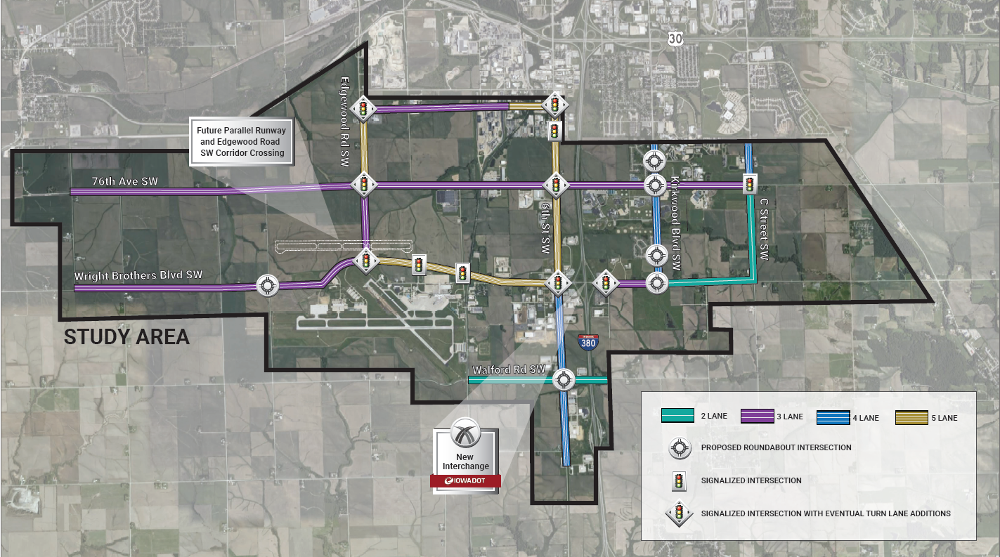 30
Edgewood Rd SW
Future Parallel Runway
and Edgewood Road
SW Corridor Crossing
76th Ave SW
Kirkwood Blvd SW
C Street SW
6th St SW
Wright Brothers Blvd SW
STUDY AREA
INTERSTATE
380
Walford Rd SW
New
Interchange
IOWADOT
2 LANE
3 LANE
4 LANE
5 LANE
PROPOSED ROUNDABOUT INTERSECTION
SIGNALIZED INTERSECTION
SIGNALIZED INTERSECTION WITH EVENTUAL TURN LANE ADDITIONS